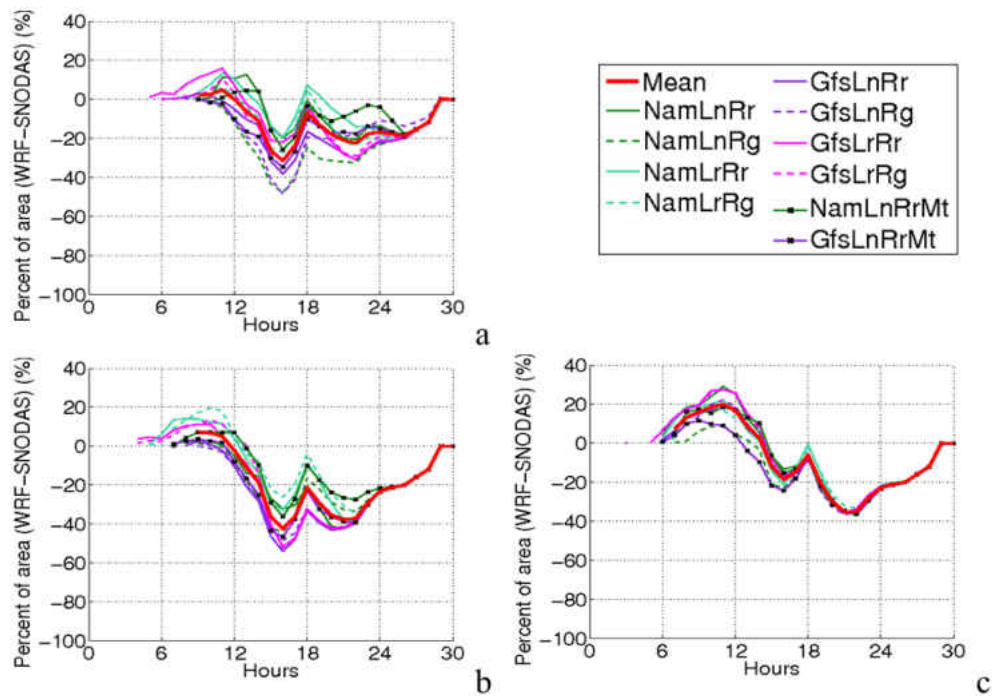 Percent of area (WRF-SNODAS) (%)
40
20
0
−20
−40
−60
−80
−100
0 6 12 18 24 30
Hours
a
Mean
NamLnRr
NamLnRg
NamLrRr
NamLrRg
GfsLnRr
GfsLnRg
GfsLrRr
GfsLrRg
NamLnRrMt
GfsLnRrMt
Percent of area (WRF-SNODAS) (%)
40
20
0
−20
−40
−60
−80
−100
0 6 12 18 24 30
Hours
b
Percent of area (WRF-SNODAS) (%)
40
20
0
−20
−40
−60
−80
−100
0 6 12 18 24 30
Hours
c